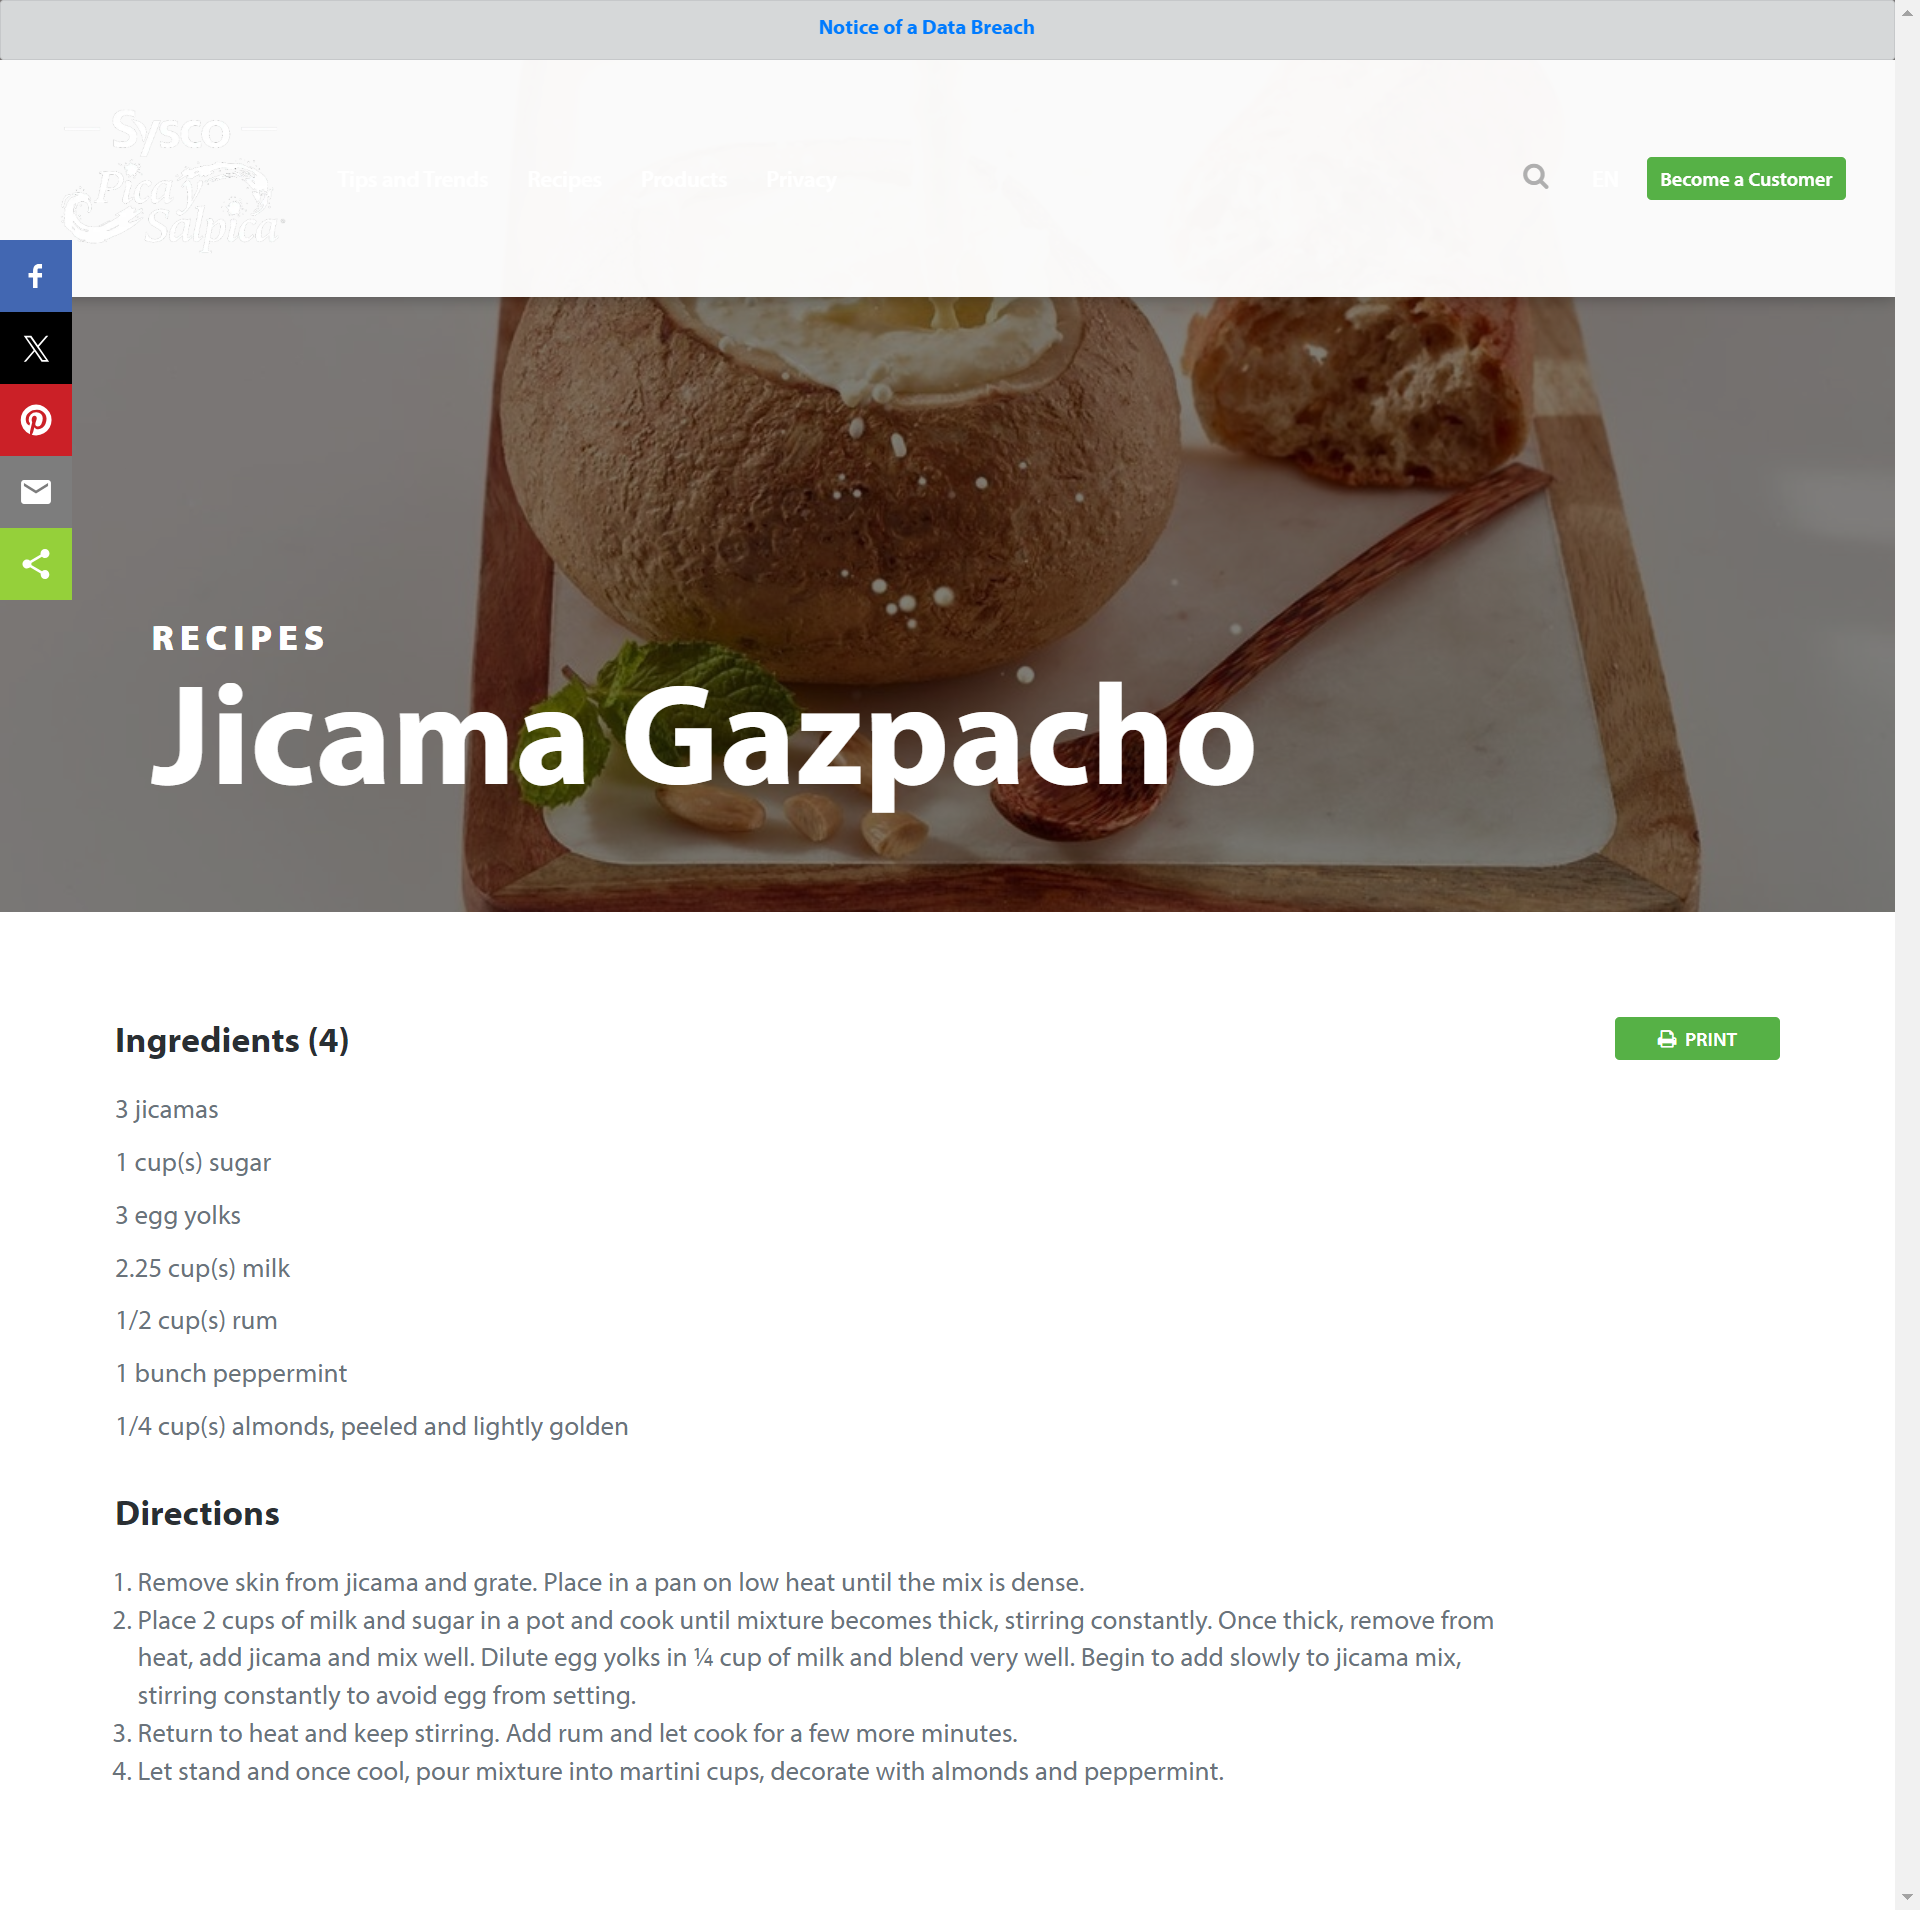 Notice of a Data Breach
Sysco
Pica y
Salpica
Tips and Trends
Recipes
Products
Privacy
EN
Become a Customer
RECIPES
Jicama Gazpacho
Ingredients (4)
PRINT
3 jicamas
1 cup(s) sugar
3 egg yolks
2.25 cup(s) milk
1/2 cup(s) rum
1 bunch peppermint
1/4 cup(s) almonds, peeled and lightly golden
Directions
1. Remove skin from jicama and grate. Place in a pan on low heat until the mix is dense.
2. Place 2 cups of milk and sugar in a pot and cook until mixture becomes thick, stirring constantly. Once thick, remove from
heat, add jicama and mix well. Dilute egg yolks in ¼ cup of milk and blend very well. Begin to add slowly to jicama mix,
stirring constantly to avoid egg from setting.
3. Return to heat and keep stirring. Add rum and let cook for a few more minutes.
4. Let stand and once cool, pour mixture into martini cups, decorate with almonds and peppermint.